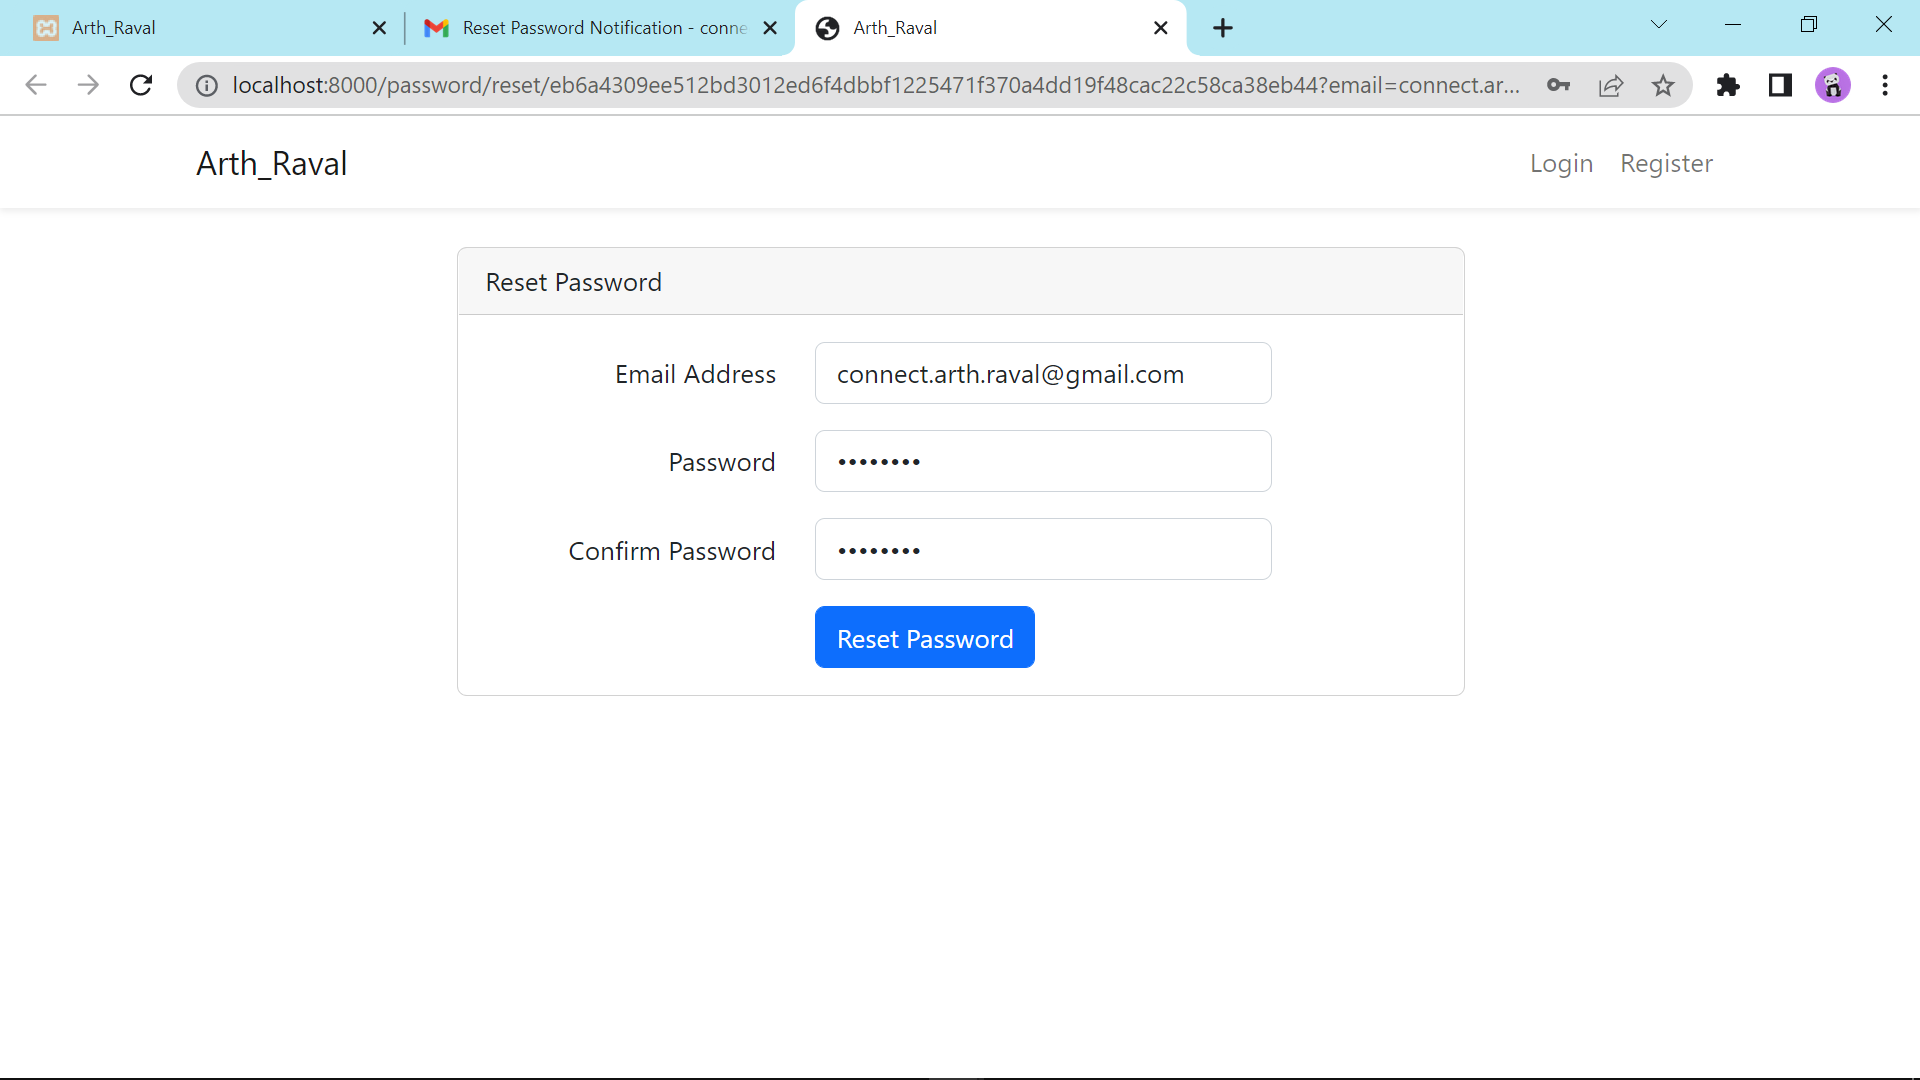 Arth_Raval
Reset Password Notification - conne
Arth_Raval
localhost:8000/password/reset/eb6a4309ee512bd3012ed6f4dbbf1225471f370a4dd19f48cac22c58ca38eb44?email=connect.ar...
Arth_Raval
Login Register
Reset Password
Email Address connect.arth.raval@gmail.com
Password ••••••••
Confirm Password ••••••••
Reset Password